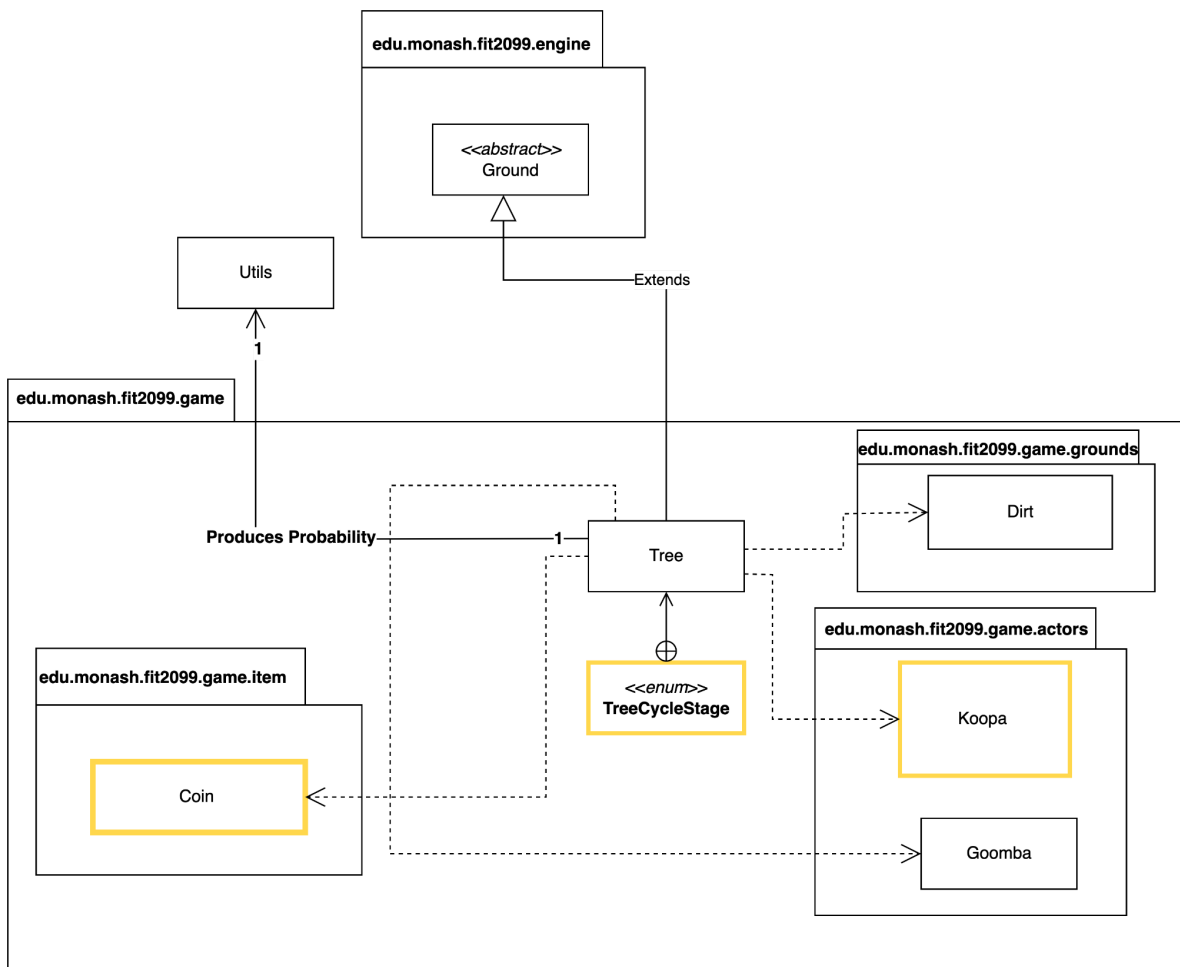 edu.monash.fit2099.engine
<<abstract>>
Ground
Utils
Extends
1
edu.monash.fit2099.game
edu.monash.fit2099.game.grounds
Dirt
Produces Probability
1
Tree
edu.monash.fit2099.game.actors
edu.monash.fit2099.game.item
<<enum>>
TreeCycleStage
Koopa
Coin
Goomba